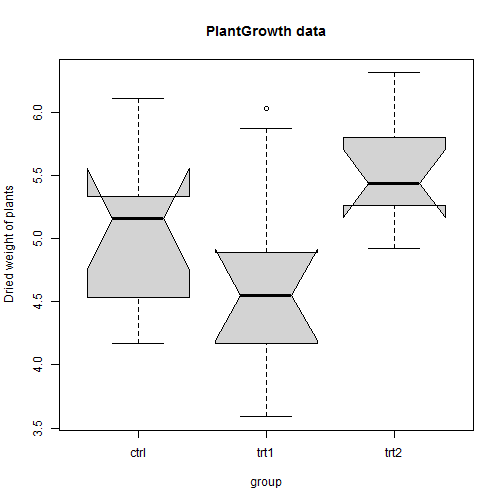 PlantGrowth data
Dried weight of plants
6.0
5.5
5.0
4.5
4.0
3.5
ctrl
trt1
trt2
group